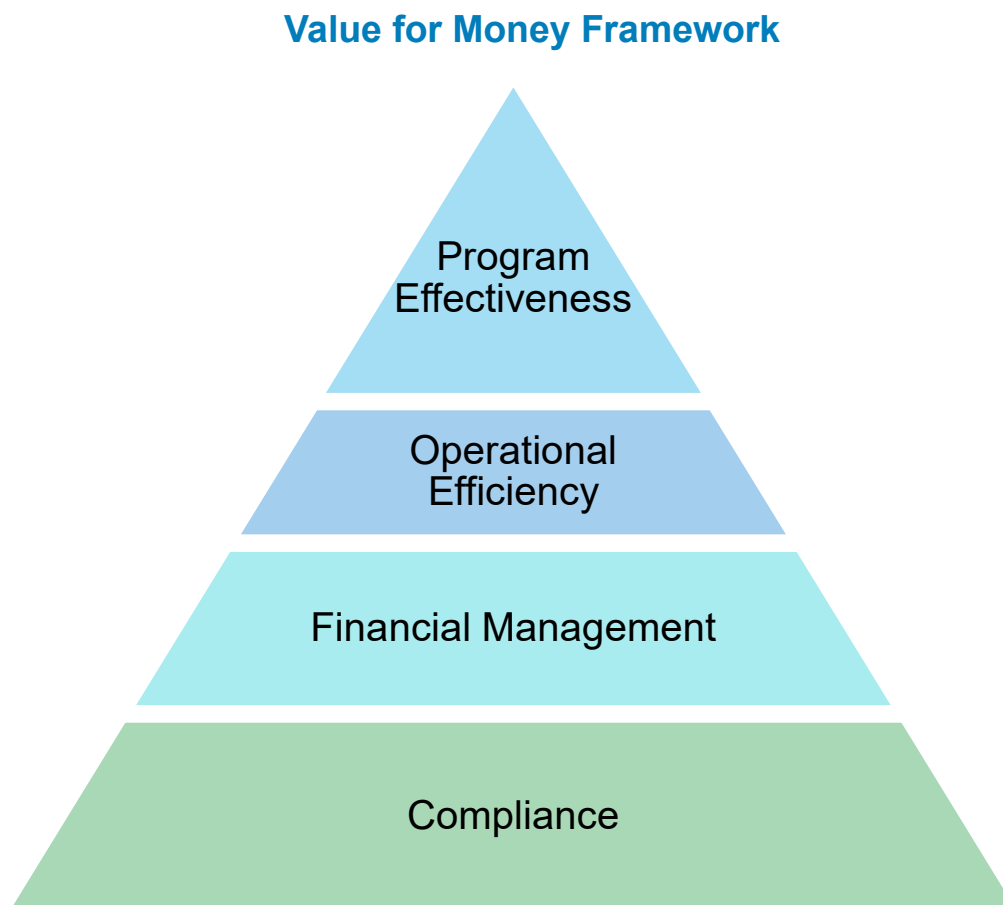 Value for Money Framework
Program
Effectiveness
Operational
Efficiency
Financial Management
Compliance